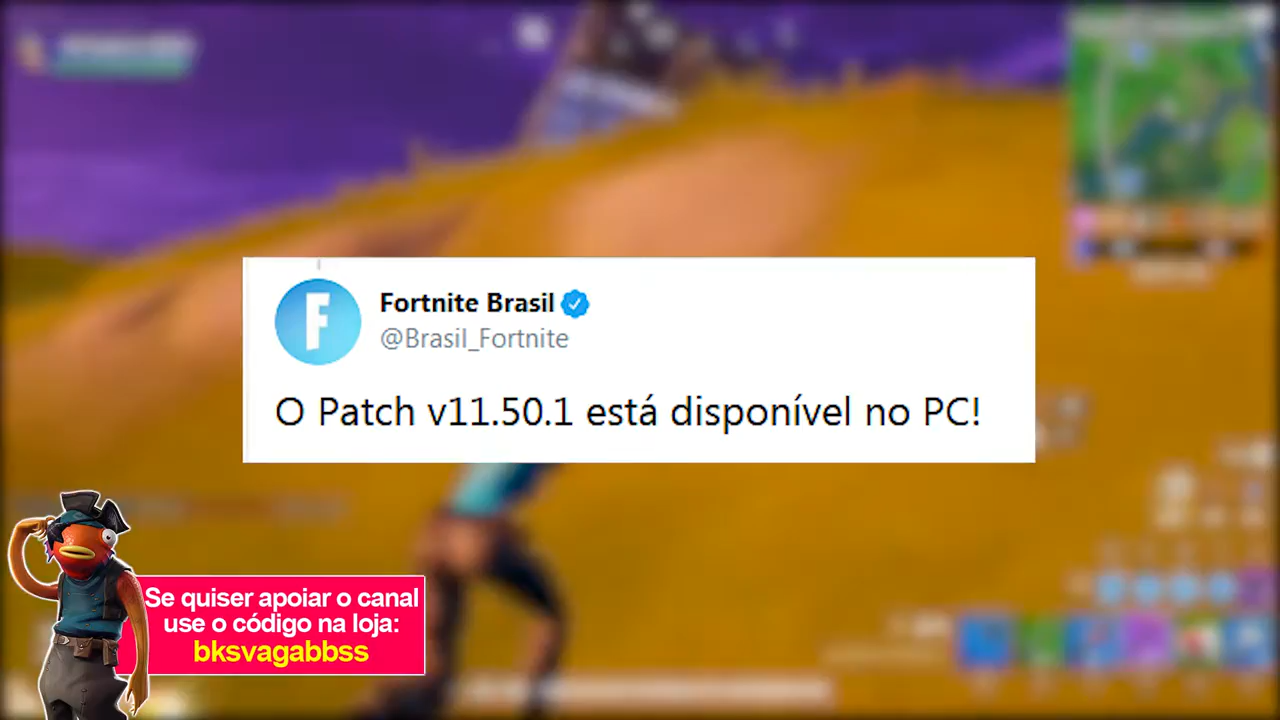 Fortnite Brasil
@Brasil_Fortnite
O Patch v11.50.1 está disponível no PC!
Se quiser apoiar o canal
use o código na loja:
bksvagabbss